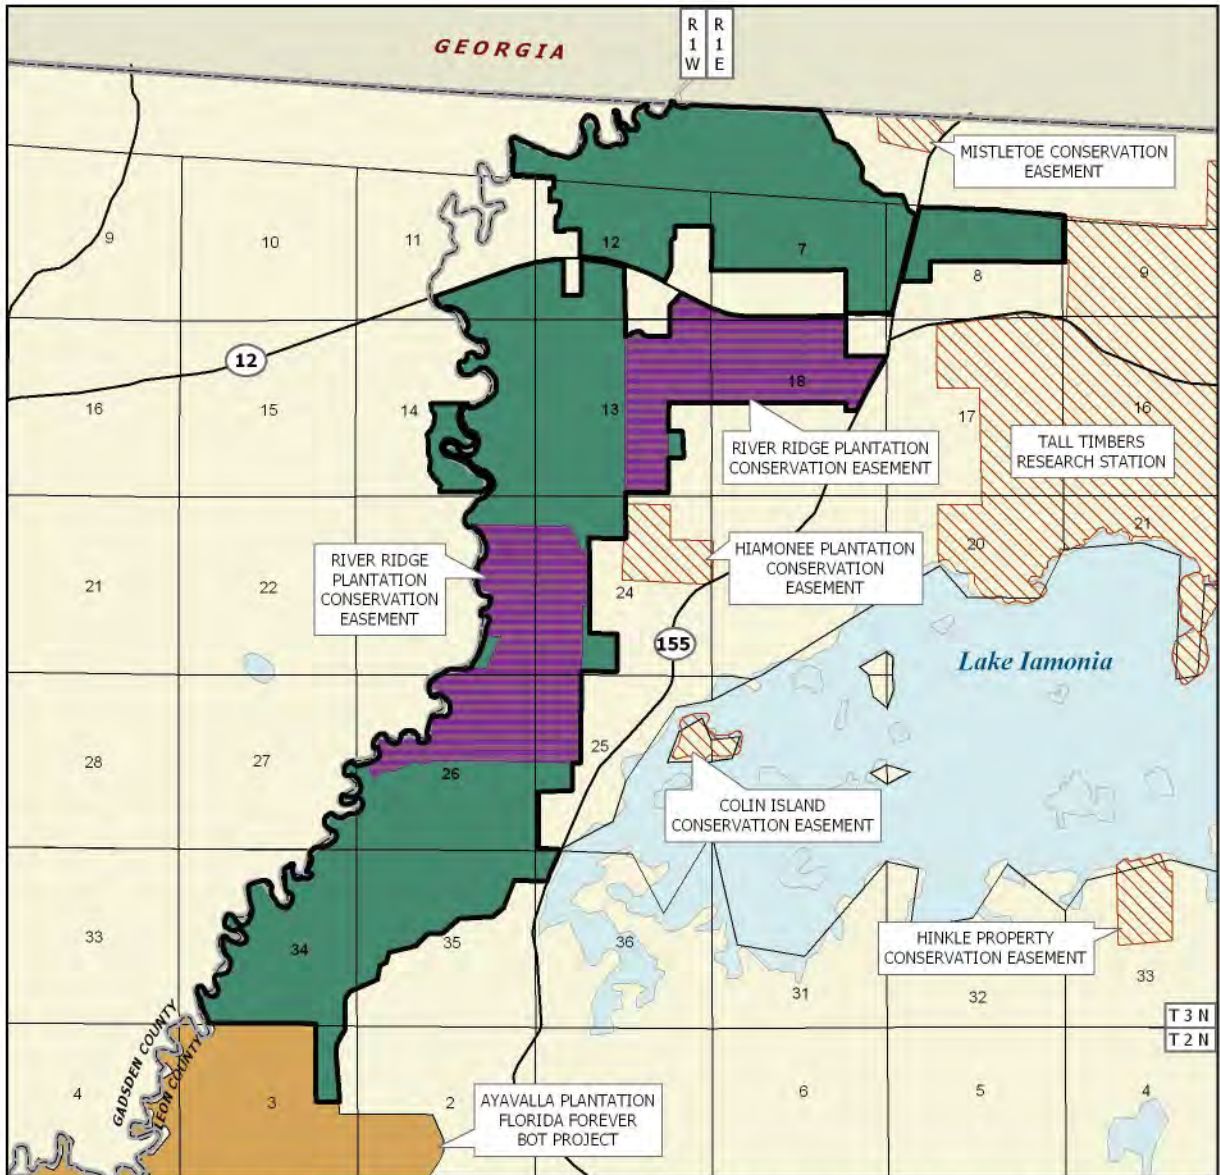 GEORGIA
R R
1 1
W E
MISTLETOE CONSERVATION
EASEMENT
9
10
11
12
7
8
9
12
16
15
14
13
18
17
16
RIVER RIDGE PLANTATION
CONSERVATION EASEMENT
TALL TIMBERS
RESEARCH STATION
RIVER RIDGE
PLANTATION
CONSERVATION
EASEMENT
HIAMONEE PLANTATION
CONSERVATION
EASEMENT
21
22
24
20
21
155
Lake Iamonia
28
27
26
25
COLIN ISLAND
CONSERVATION EASEMENT
33
34
35
36
HINKLE PROPERTY
CONSERVATION EASEMENT
31
32
33
T 3 N
T 2 N
GADSDEN COUNTY
LEON COUNTY
4
3
2
6
5
4
AYAVALLA PLANTATION
FLORIDA FOREVER
BOT PROJECT